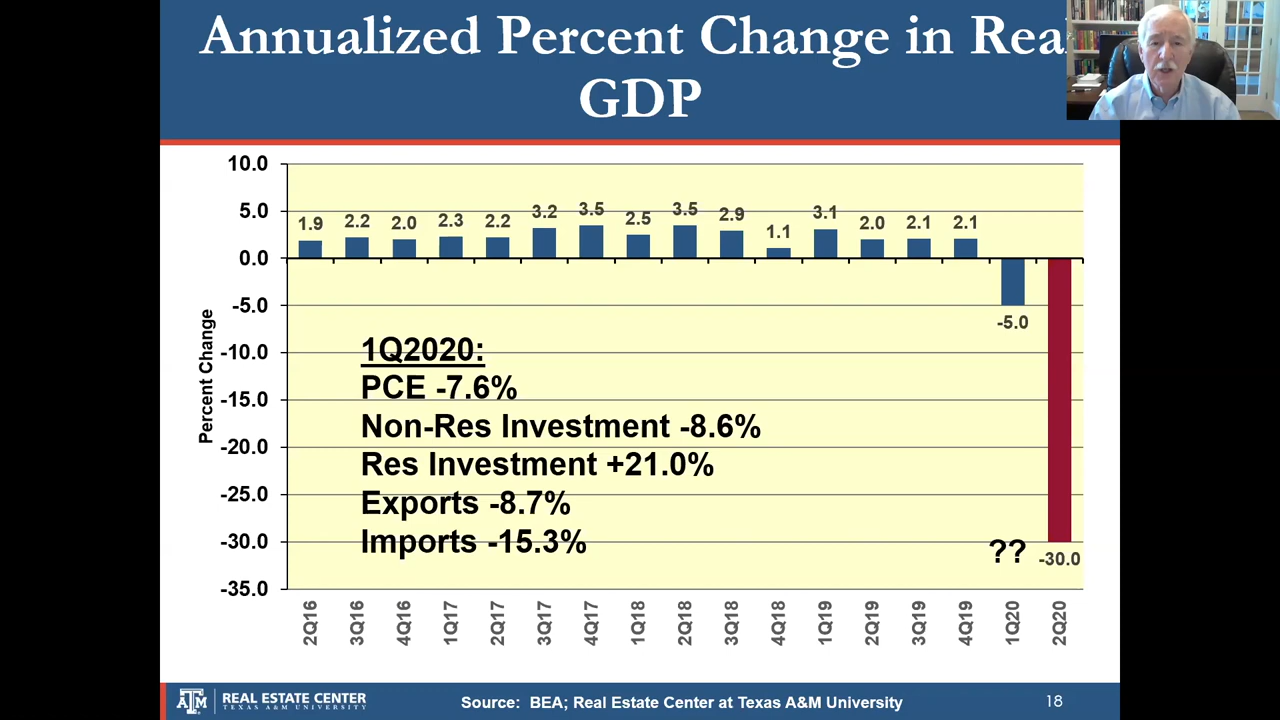 Annualized Percent Change in Rea
GDP
10.0
5.0
0.0
-5.0
-10.0
-15.0
-20.0
-25.0
-30.0
-35.0
Percent Change
1.9
2.2
2.0
2.3
2.2
3.2
3.5
2.5
3.5
2.9
1.1
3.1
2.0
2.1
2.1
-5.0
-30.0
??
1Q2020:
PCE -7.6%
Non-Res Investment -8.6%
Res Investment +21.0%
Exports -8.7%
Imports -15.3%
2Q16
3Q16
4Q16
1Q17
2Q17
3Q17
4Q17
1Q18
2Q18
3Q18
4Q18
1Q19
2Q19
3Q19
4Q19
1Q20
2Q20
ATM
REAL ESTATE CENTER
TEXAS A&M UNIVERSITY
Source: BEA; Real Estate Center at Texas A&M University
18